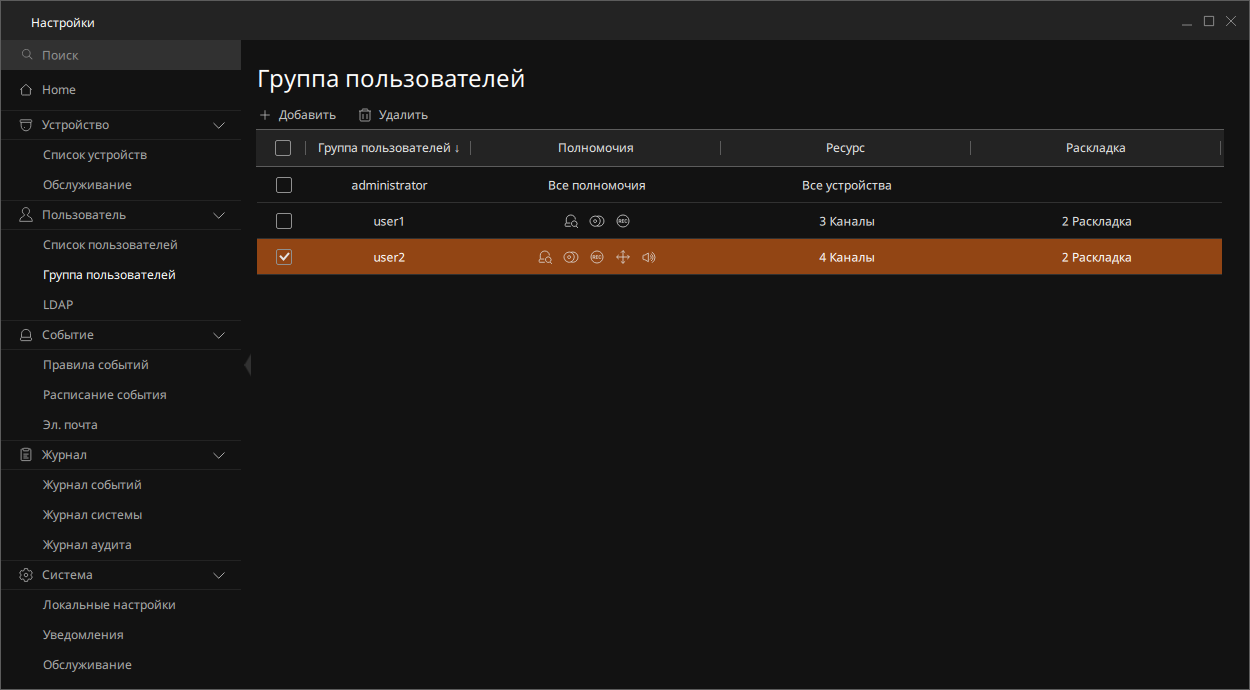 Настройки
Поиск
Home
Устройство
Список устройств
Обслуживание
Пользователь
Список пользователей
Группа пользователей
LDAP
Событие
Правила событий
Расписание события
Эл. почта
Журнал
Журнал событий
Журнал системы
Журнал аудита
Система
Локальные настройки
Уведомления
Обслуживание
Группа пользователей
Добавить Удалить
Группа пользователей ↓ Полномочия Ресурс Раскладка
administrator Все полномочия Все устройства
user1 REC 3 Каналы 2 Раскладка
user2 REC 4 Каналы 2 Раскладка